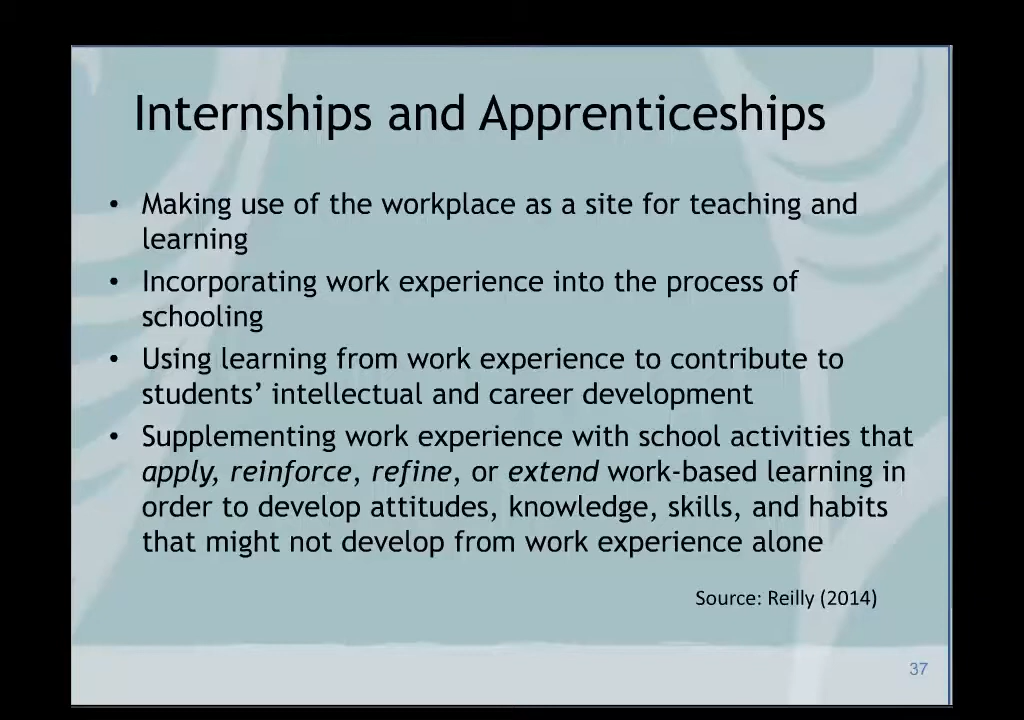 Internships and Apprenticeships
• Making use of the workplace as a site for teaching and
learning
• Incorporating work experience into the process of
schooling
• Using learning from work experience to contribute to
students’ intellectual and career development
• Supplementing work experience with school activities that
apply, reinforce, refine, or extend work-based learning in
order to develop attitudes, knowledge, skills, and habits
that might not develop from work experience alone
Source: Reilly (2014)
37